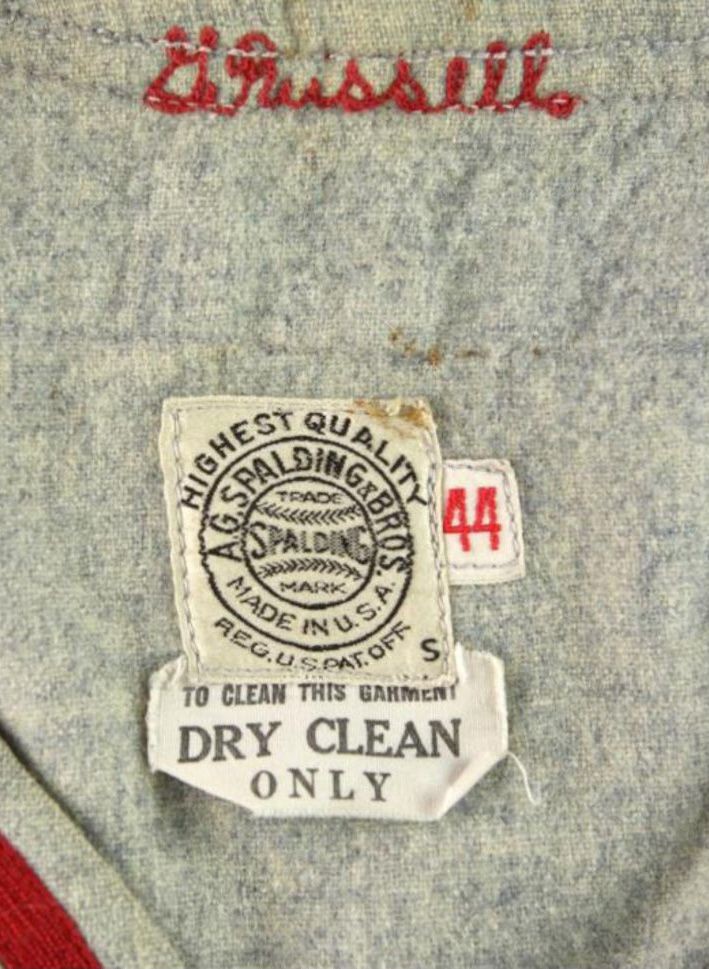 G. Russell
HIGHEST QUALITY
A.G. SPALDING & BROS.
TRADE
SPALDING
MARK
MADE IN U.S.A.
REG. U.S. PAT. OFF
S
44
TO CLEAN THIS GARMENT
DRY CLEAN
ONLY